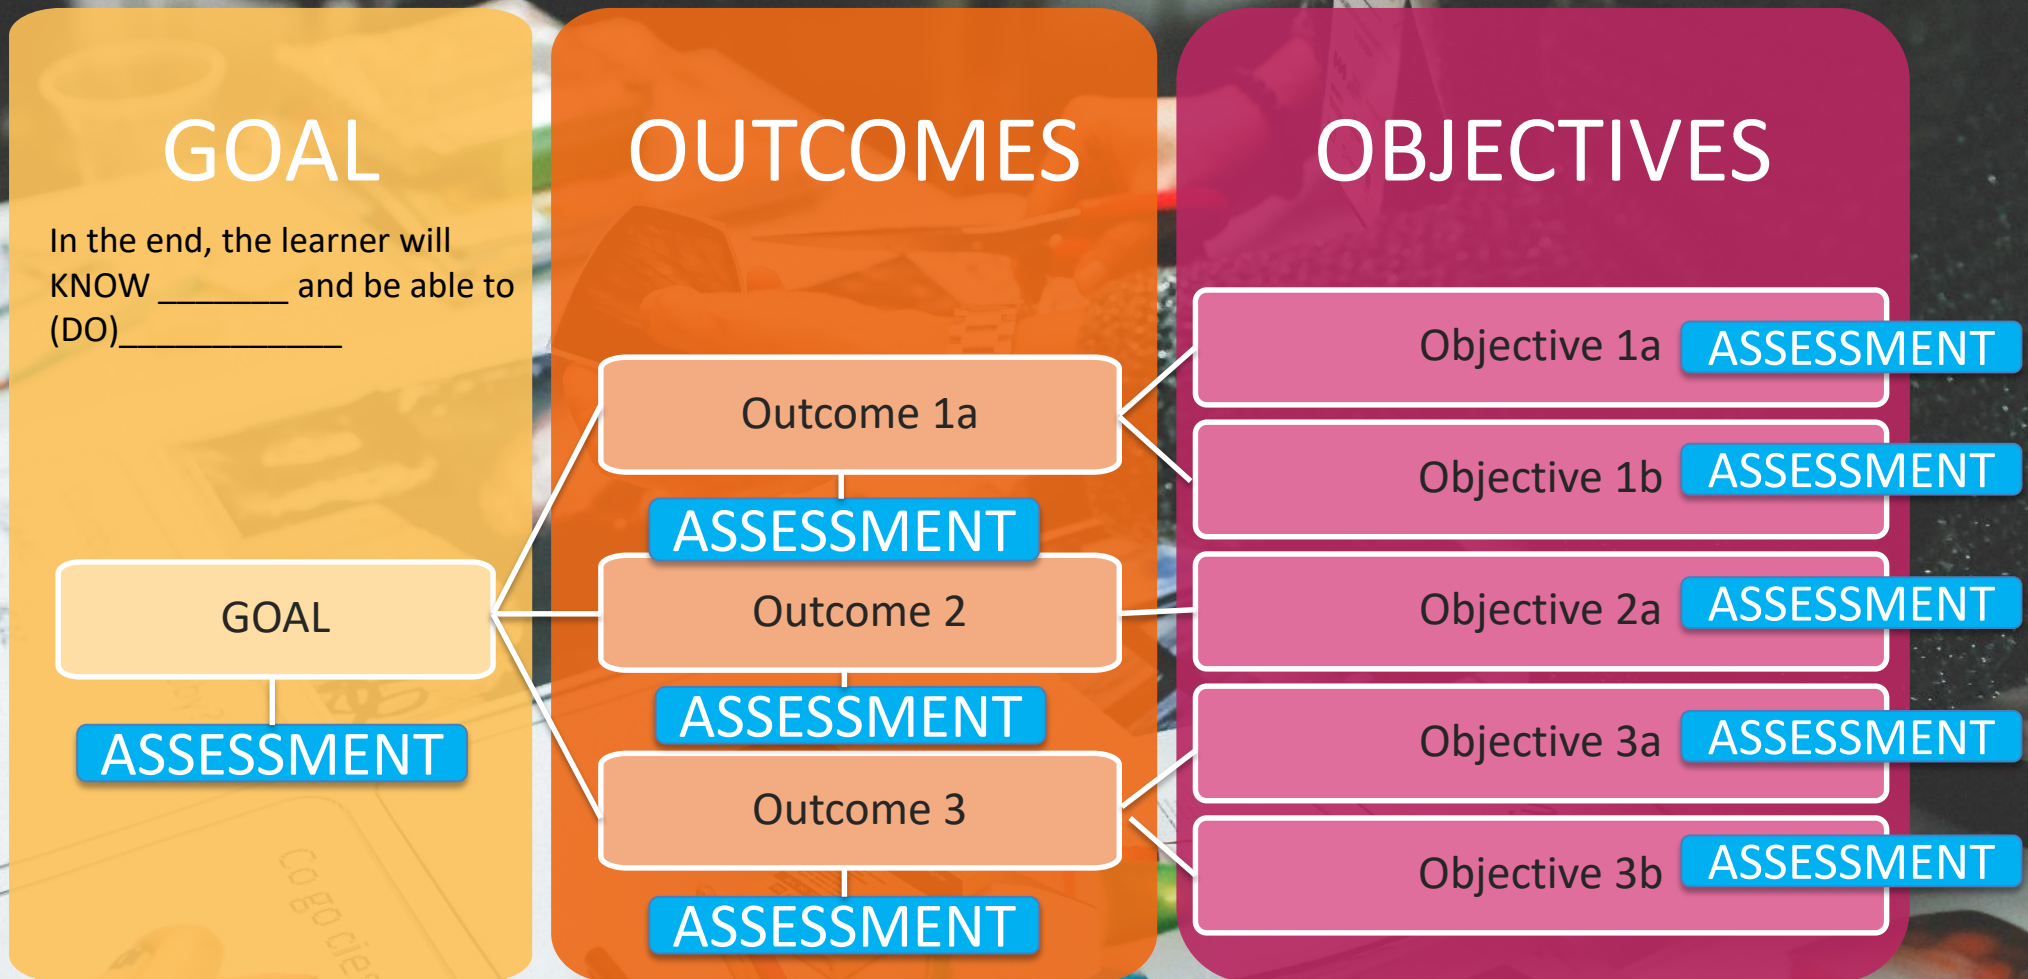 GOAL
In the end, the learner will
KNOW _______ and be able to
(DO)____________
GOAL
ASSESSMENT
OUTCOMES
Outcome 1a
ASSESSMENT
Outcome 2
ASSESSMENT
Outcome 3
ASSESSMENT
OBJECTIVES
Objective 1a ASSESSMENT
Objective 1b ASSESSMENT
Objective 2a ASSESSMENT
Objective 3a ASSESSMENT
Objective 3b ASSESSMENT